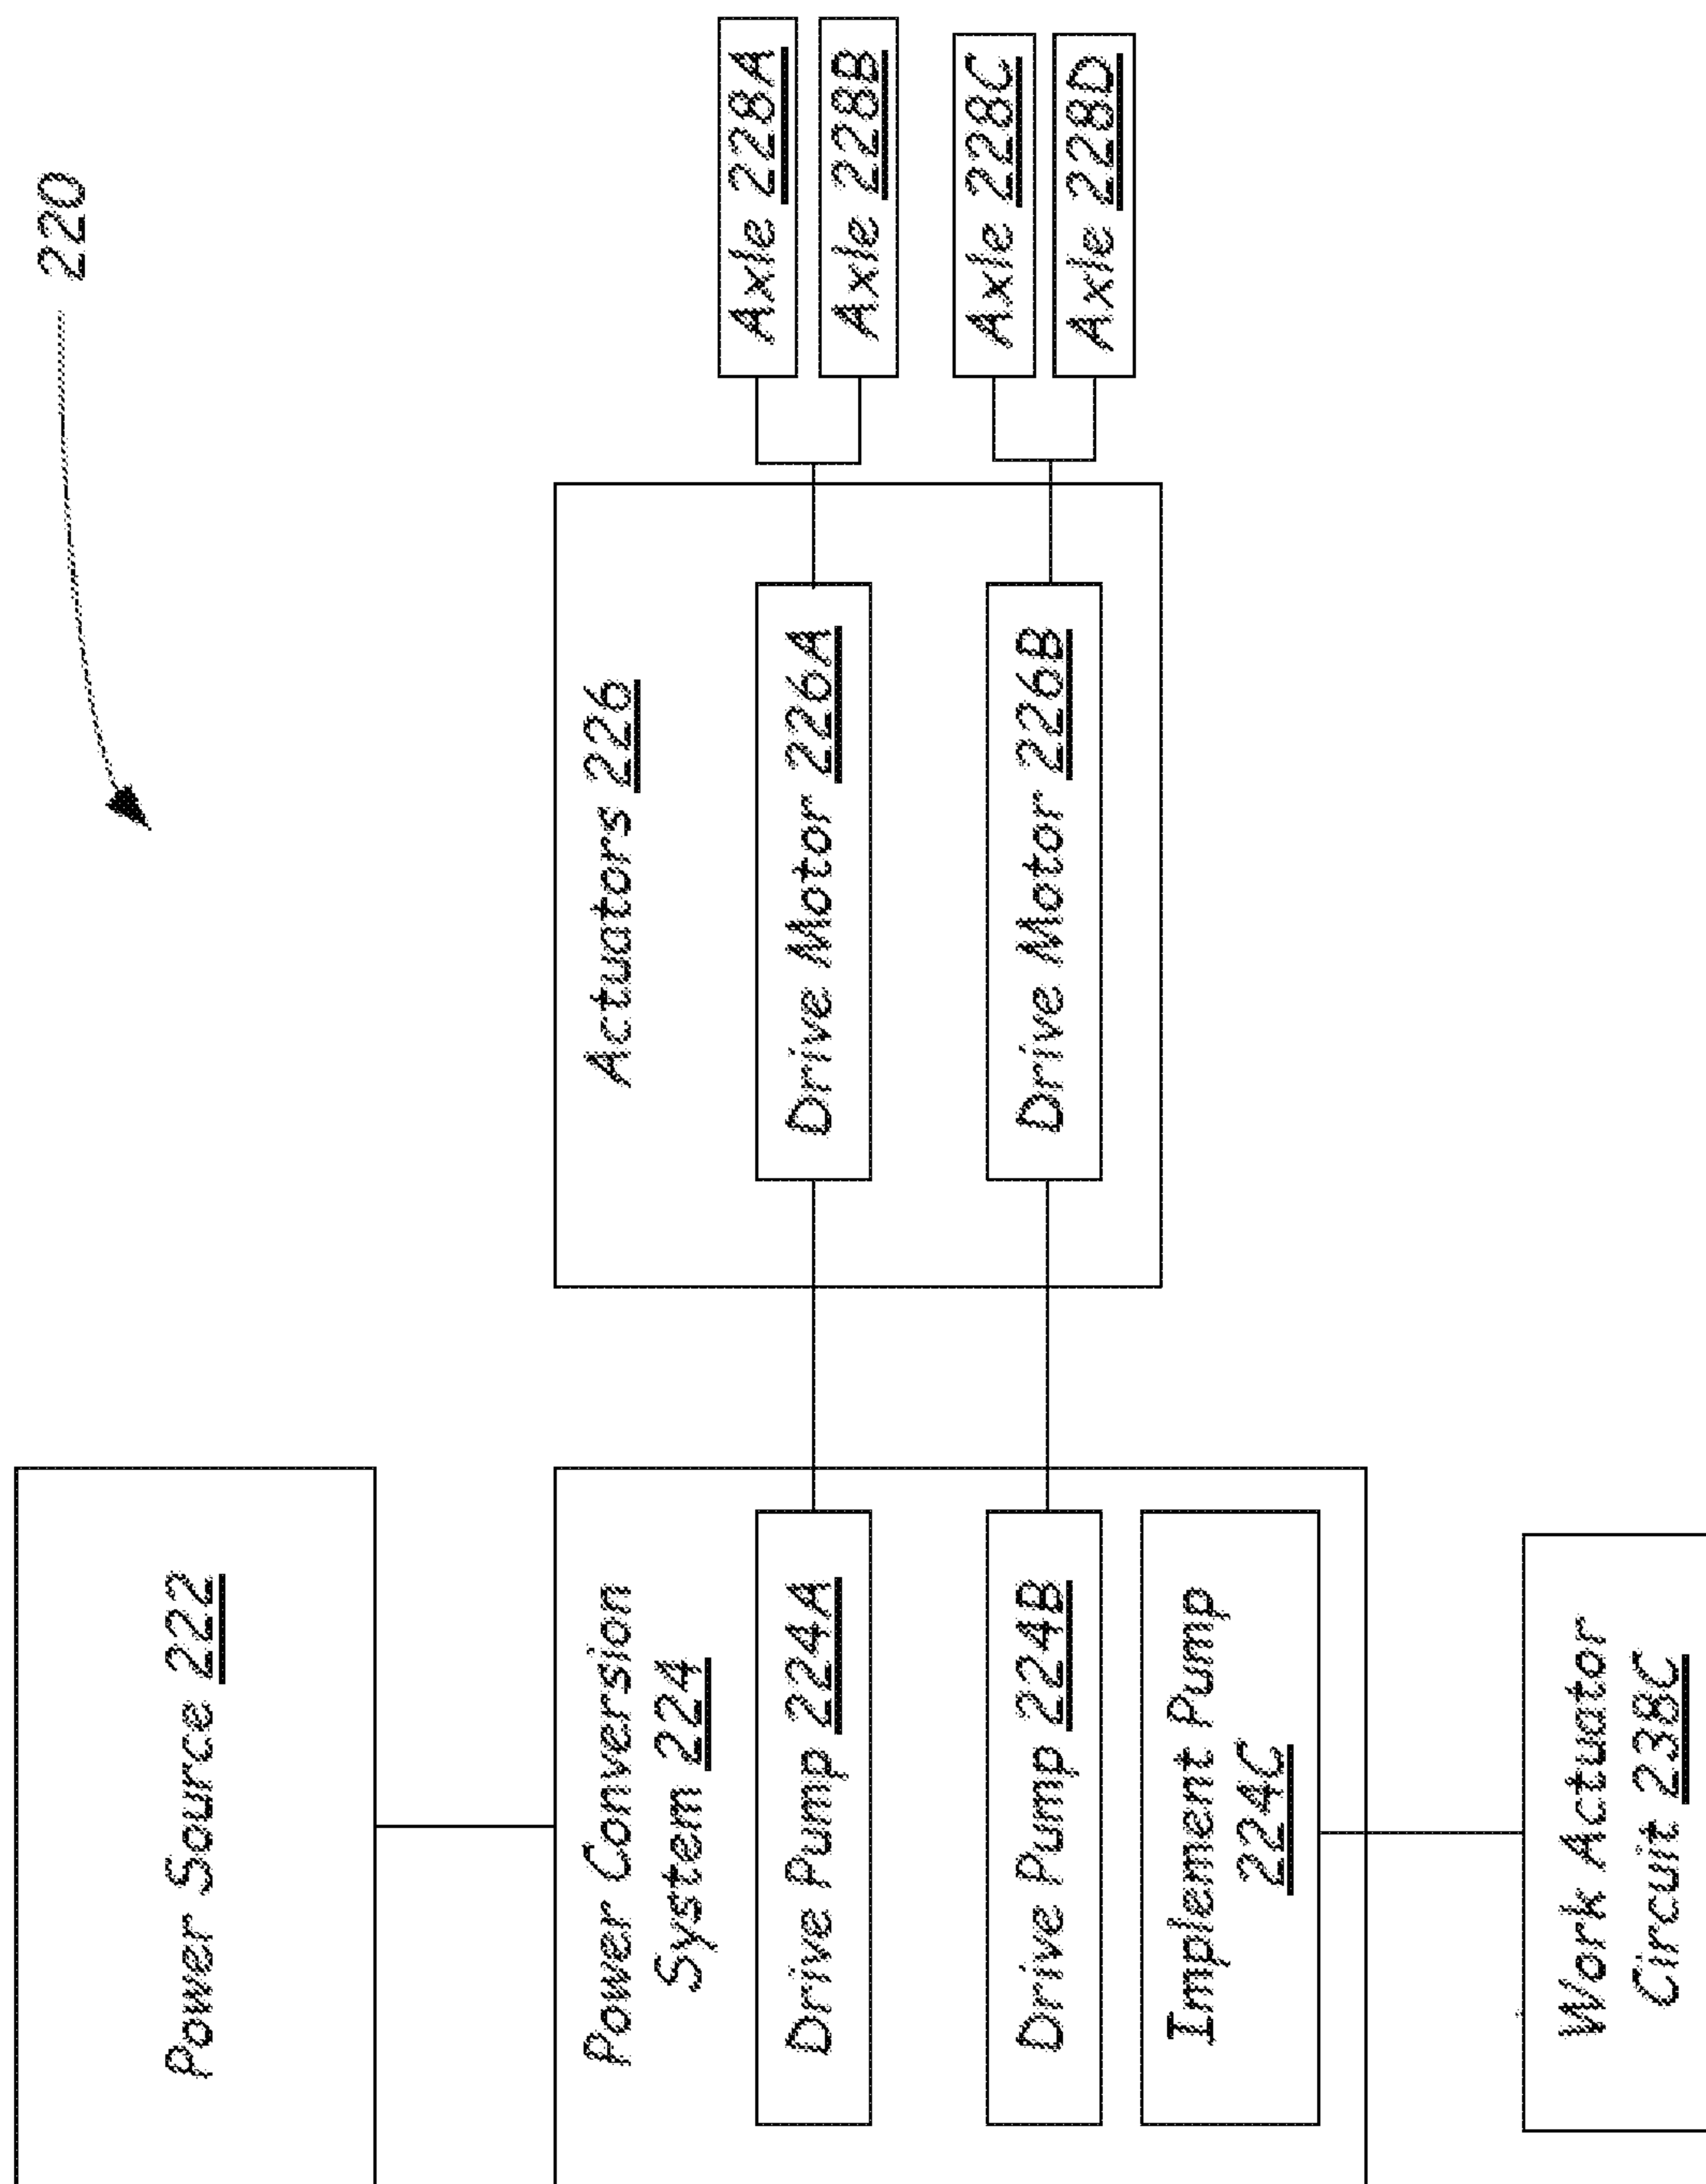 220
Power Source 222
Power Conversion
System 224
Drive Pump 224A
Drive Pump 224B
Implement Pump
224C
Work Actuator
Circuit 238C
Actuators 226
Drive Motor 226A
Drive Motor 226B
Axle 228A
Axle 228B
Axle 228C
Axle 228D